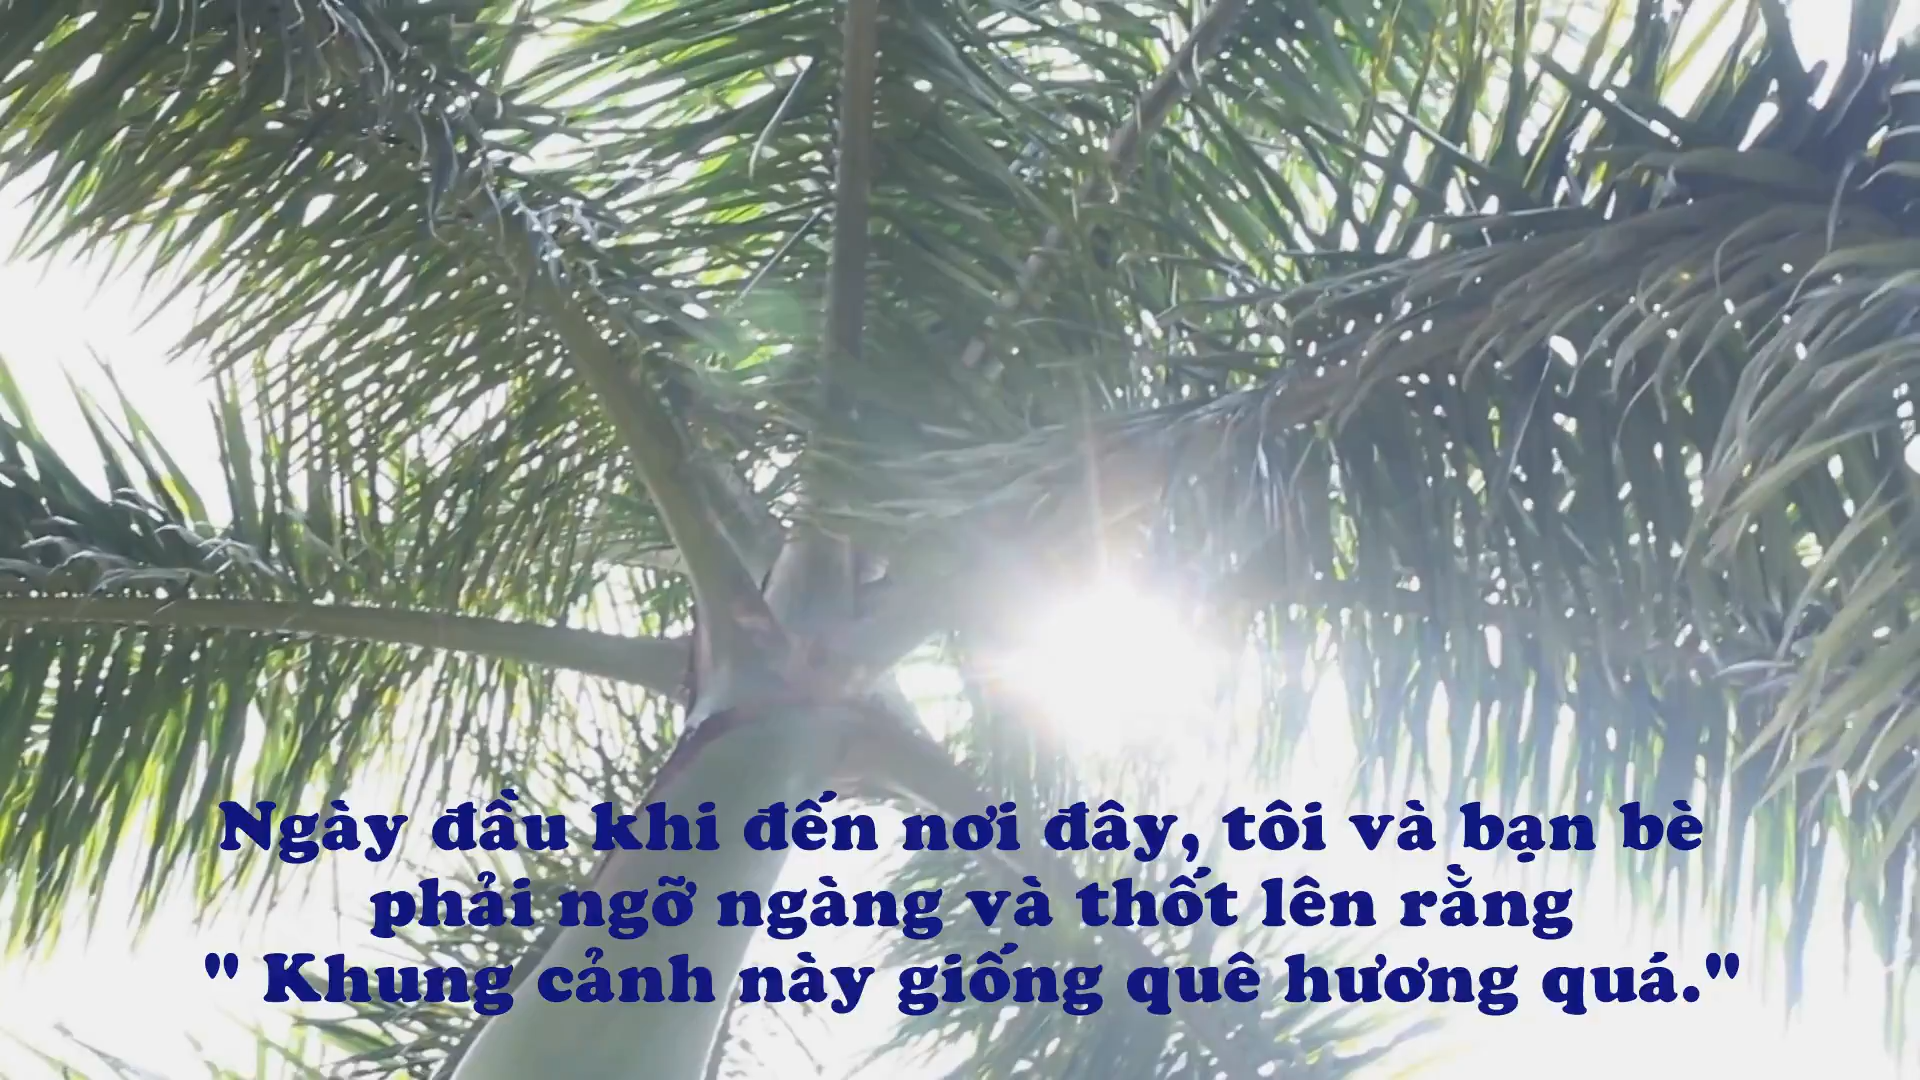 Ngày đầu khi đến nơi đây, tôi và bạn bè
phải ngỡ ngàng và thốt lên rằng
" Khung cảnh này giống quê hương quá."